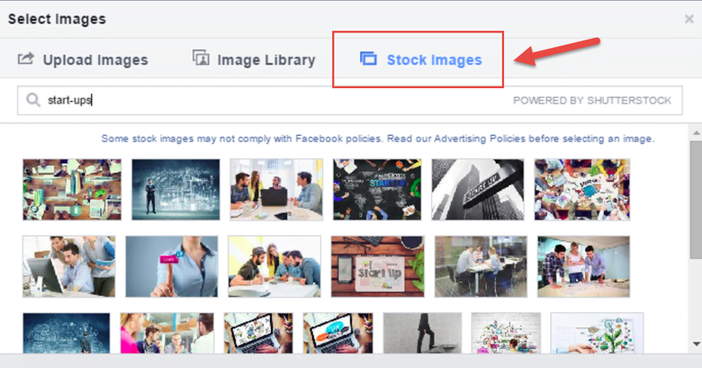 Select Images
Upload Images
Image Library
Stock Images
start-ups
POWERED BY SHUTTERSTOCK
Some stock images may not comply with Facebook policies. Read our Advertising Policies before selecting an image.
STARTUP
Start Up